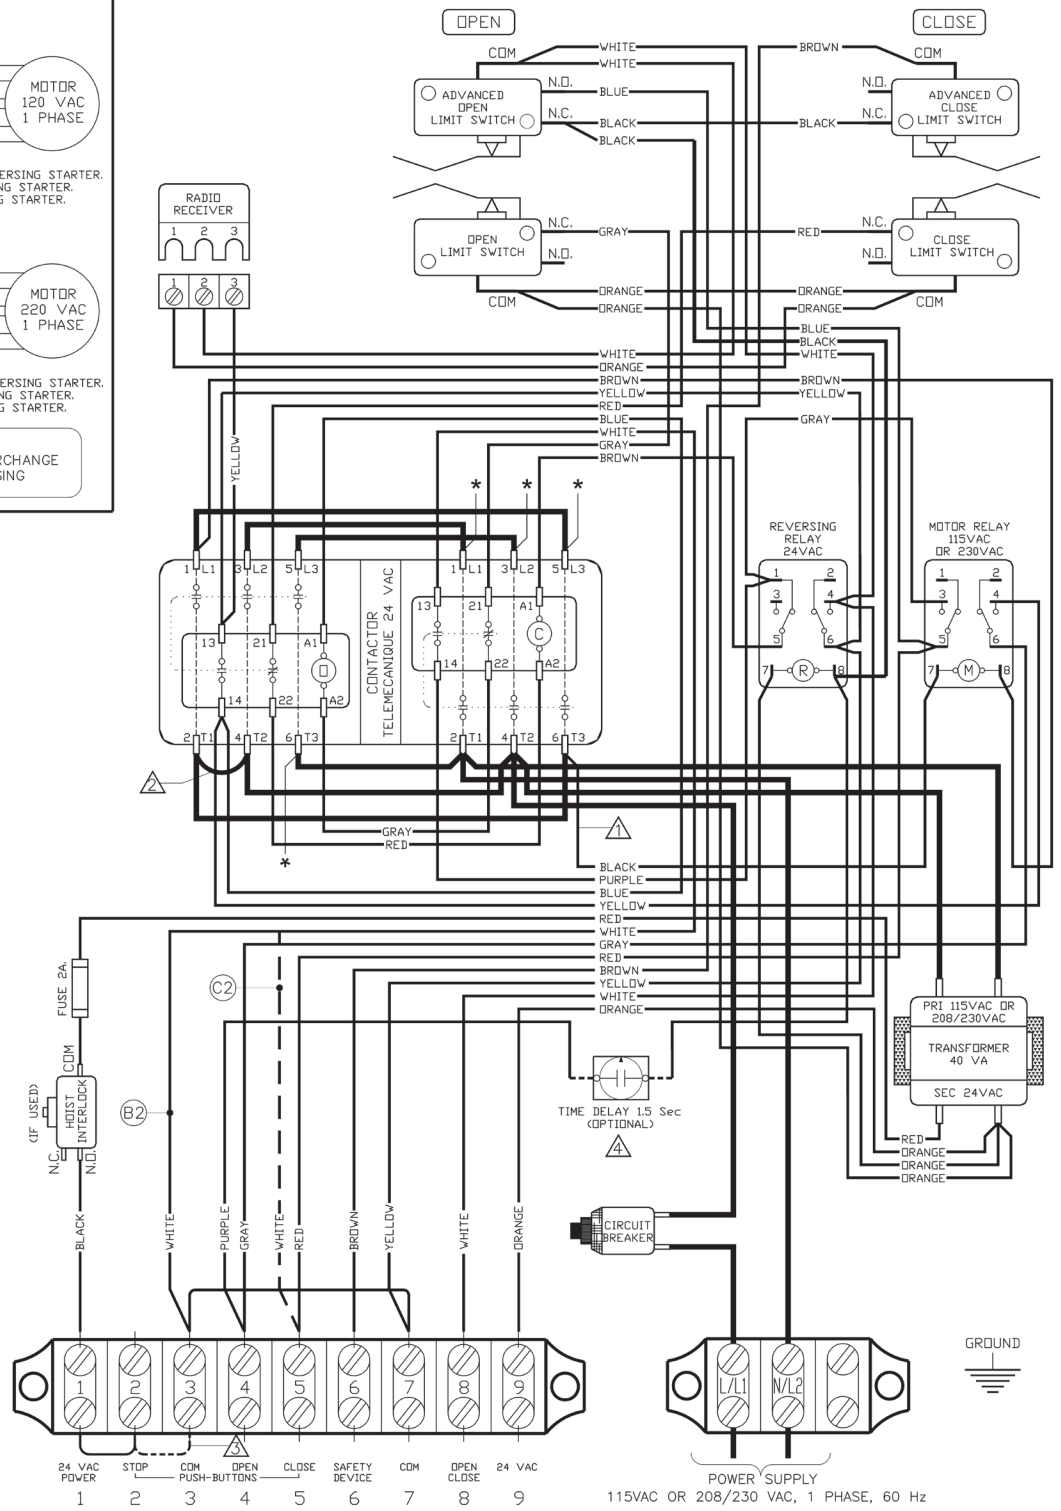 OPEN
CLOSE
MOTOR
120 VAC
1 PHASE
ERSING STARTER.
NG STARTER.
G STARTER.
MOTOR
220 VAC
1 PHASE
ERSING STARTER.
NG STARTER.
G STARTER.
RCHANGE
SING
COM
WHITE
WHITE
BROWN
COM
ADVANCED
OPEN
LIMIT SWITCH
N.O.
BLUE
N.C.
BLACK
BLACK
BLACK
N.O.
N.C.
ADVANCED
CLOSE
LIMIT SWITCH
RADIO
RECEIVER
1 2 3
1 2 3
OPEN
LIMIT SWITCH
N.C.
GRAY
N.O.
RED
N.C.
N.O.
CLOSE
LIMIT SWITCH
COM
ORANGE
ORANGE
ORANGE
ORANGE
COM
BLUE
BLACK
WHITE
WHITE
ORANGE
BROWN
BROWN
YELLOW
YELLOW
RED
BLUE
GRAY
WHITE
GRAY
BROWN
YELLOW
* * *
1 L1 3 L2 5 L3
1 L1 3 L2 5 L3
13 21 A1
13 21 A1
O
C
14 22 A2
14 22 A2
CONTACTOR
TELEMECANIQUE 24 VAC
2 T1 4 T2 6 T3
2 T1 4 T2 6 T3
REVERSING
RELAY
24VAC
1 2
3 4
5 6
7 R 8
MOTOR RELAY
115VAC
OR 230VAC
1 2
3 4
5 6
7 M 8
2
1
*
GRAY
RED
BLACK
PURPLE
BLUE
YELLOW
RED
WHITE
GRAY
RED
BROWN
YELLOW
WHITE
ORANGE
FUSE 2A.
C2
B2
COM
HOIST
INTERLOCK
(IF USED)
N.C.
N.O.
TIME DELAY 1.5 Sec
(OPTIONAL)
4
PRI 115VAC OR
208/230VAC
TRANSFORMER
40 VA
SEC 24VAC
RED
ORANGE
ORANGE
ORANGE
CIRCUIT
BREAKER
BLACK
WHITE
PURPLE
GRAY
WHITE
RED
BROWN
YELLOW
WHITE
ORANGE
1 2 3 4 5 6 7 8 9
L/L1 N/L2
GROUND
3
24 VAC
POWER
STOP
COM
OPEN
CLOSE
PUSH-BUTTONS
SAFETY
DEVICE
COM
OPEN
CLOSE
24 VAC
1 2 3 4 5 6 7 8 9
POWER SUPPLY
115VAC OR 208/230 VAC, 1 PHASE, 60 Hz